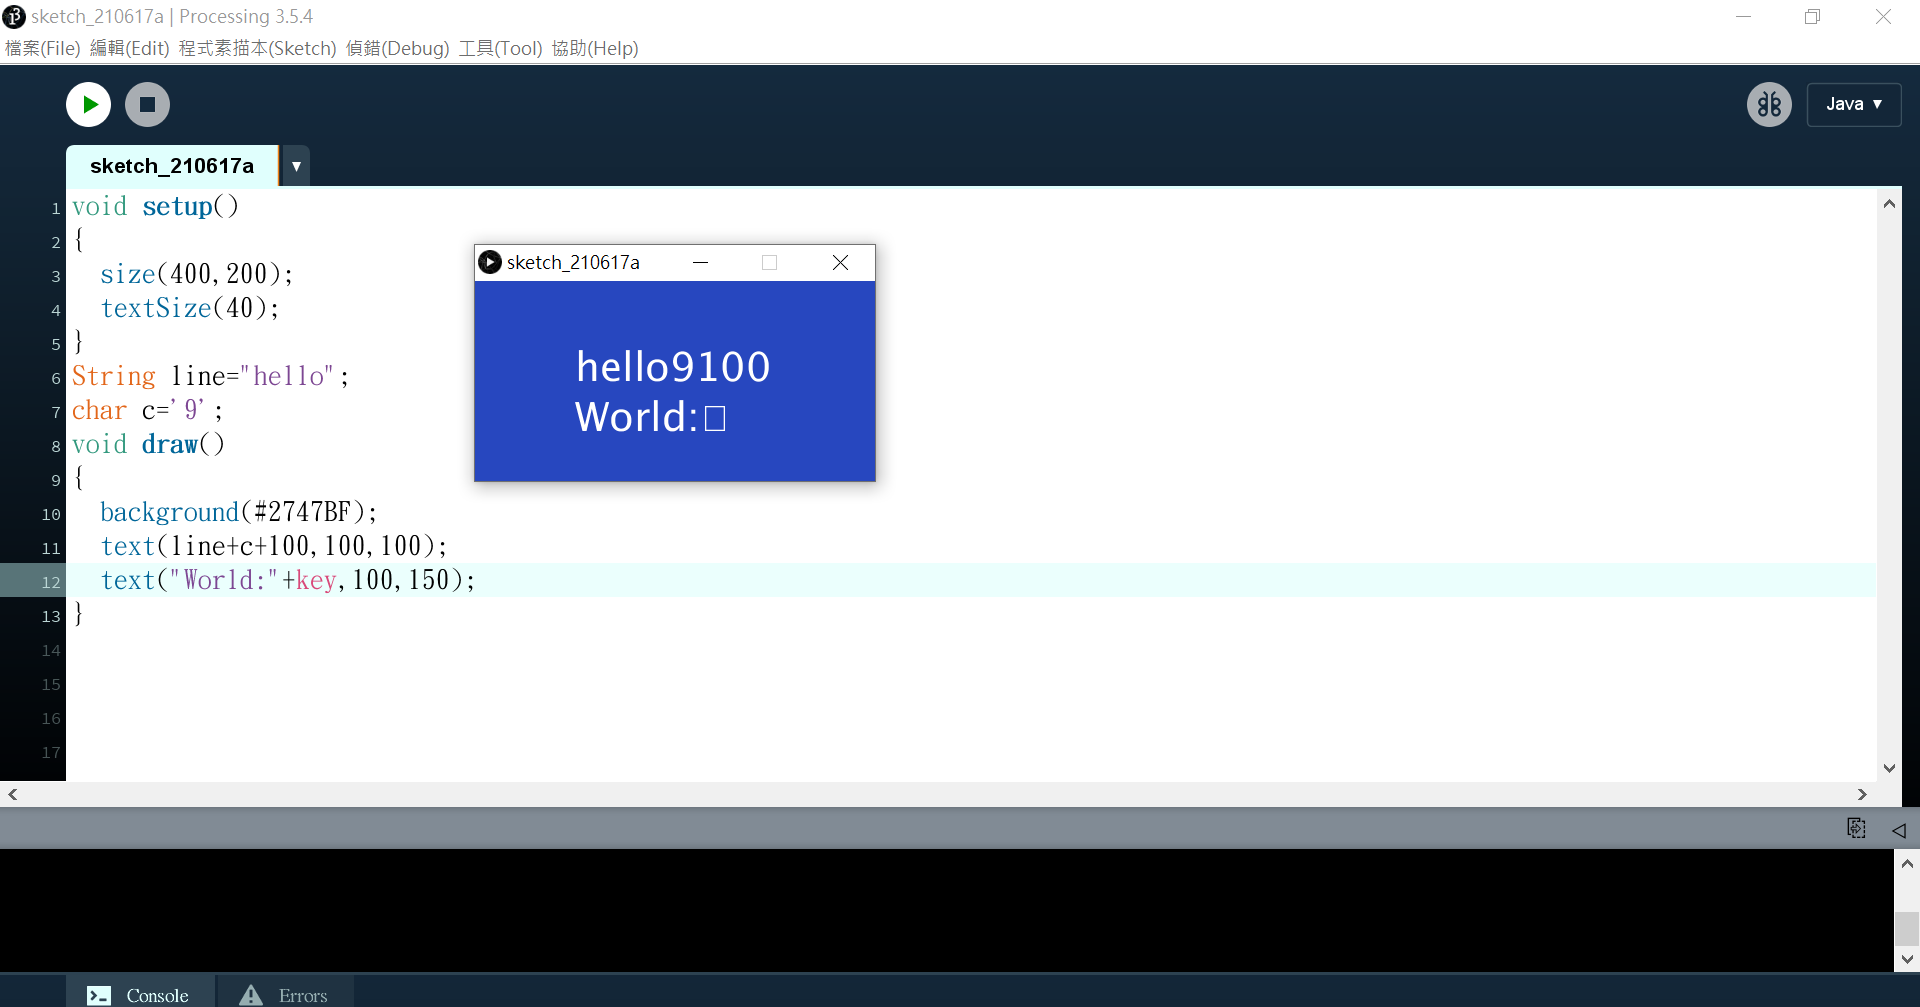 sketch_210617a | Processing 3.5.4
檔案(File) 編輯(Edit) 程式素描本(Sketch) 偵錯(Debug) 工具(Tool) 協助(Help)
Java ▼
sketch_210617a ▼
1 void setup()
2 {
3   size(400,200);
4   textSize(40);
5 }
6 String line="hello";
7 char c='9';
8 void draw()
9 {
10   background(#2747BF);
11   text(line+c+100,100,100);
12   text("World:"+key,100,150);
13 }
14
15
16
17
sketch_210617a
hello9100
World:□
Console Errors